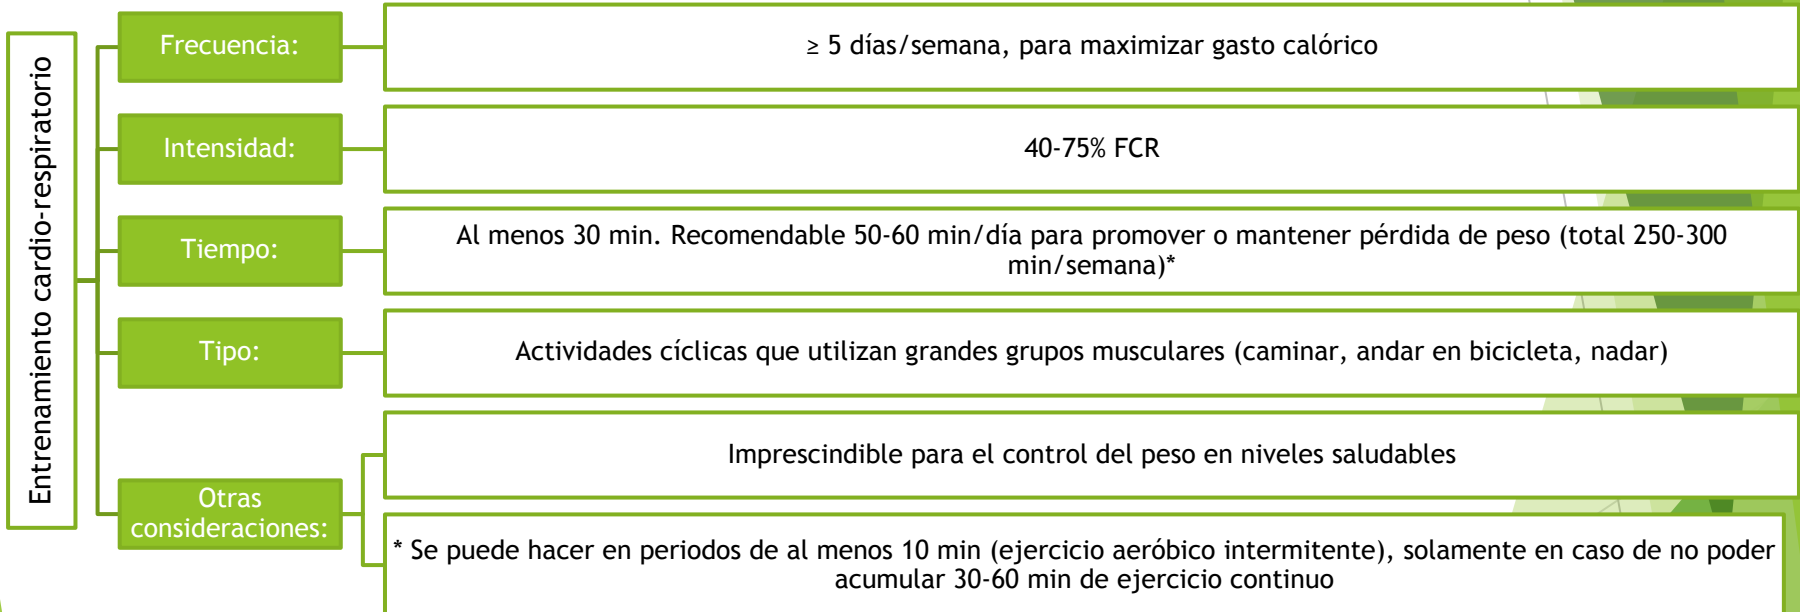 Entrenamiento cardio-respiratorio
Frecuencia:
≥ 5 días/semana, para maximizar gasto calórico
Intensidad:
40-75% FCR
Tiempo:
Al menos 30 min. Recomendable 50-60 min/día para promover o mantener pérdida de peso (total 250-300
min/semana)*
Tipo:
Actividades cíclicas que utilizan grandes grupos musculares (caminar, andar en bicicleta, nadar)
Otras
consideraciones:
Imprescindible para el control del peso en niveles saludables
* Se puede hacer en periodos de al menos 10 min (ejercicio aeróbico intermitente), solamente en caso de no poder
acumular 30-60 min de ejercicio continuo